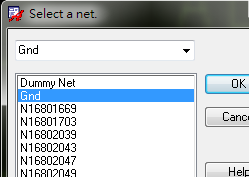 Select a net.
Gnd
Dummy Net
Gnd
OK
N16801669
N16801703
N16802039
N16802043
N16802047
N16802049
Help